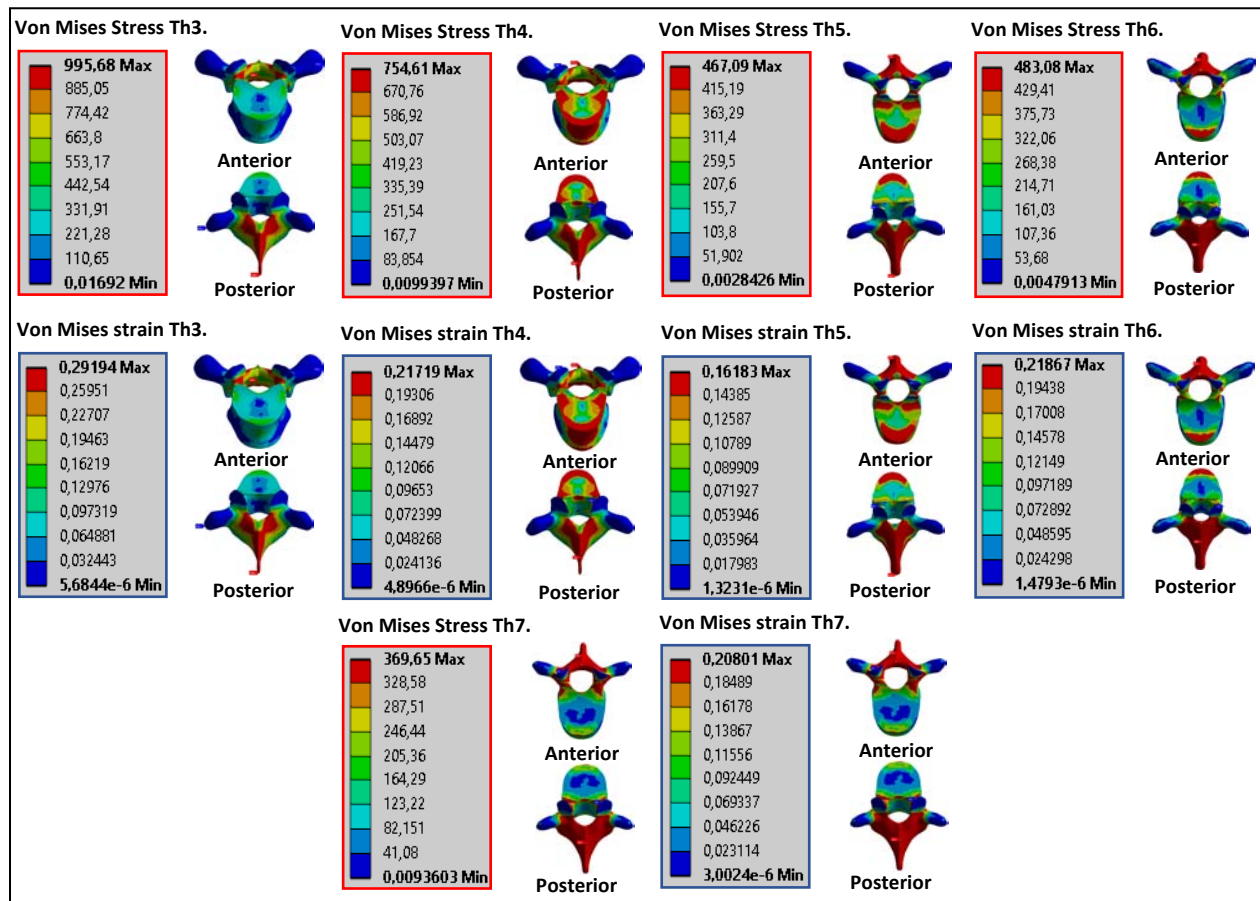 Von Mises Stress Th3.
995,68 Max
885,05
774,42
663,8
553,17
442,54
331,91
221,28
110,65
0,01692 Min
Anterior
Posterior
Von Mises Stress Th4.
754,61 Max
670,76
586,92
503,07
419,23
335,39
251,54
167,7
83,854
0,0099397 Min
Anterior
Posterior
Von Mises Stress Th5.
467,09 Max
415,19
363,29
311,4
259,5
207,6
155,7
103,8
51,902
0,0028426 Min
Anterior
Posterior
Von Mises Stress Th6.
483,08 Max
429,41
375,73
322,06
268,38
214,71
161,03
107,36
53,68
0,0047913 Min
Anterior
Posterior
Von Mises strain Th3.
0,29194 Max
0,25951
0,22707
0,19463
0,16219
0,12976
0,097319
0,064881
0,032443
5,6844e-6 Min
Anterior
Posterior
Von Mises strain Th4.
0,21719 Max
0,19306
0,16892
0,14479
0,12066
0,09653
0,072399
0,048268
0,024136
4,8966e-6 Min
Anterior
Posterior
Von Mises strain Th5.
0,16183 Max
0,14385
0,12587
0,10789
0,089909
0,071927
0,053946
0,035964
0,017983
1,3231e-6 Min
Anterior
Posterior
Von Mises strain Th6.
0,21867 Max
0,19438
0,17008
0,14578
0,12149
0,097189
0,072892
0,048595
0,024298
1,4793e-6 Min
Anterior
Posterior
Von Mises Stress Th7.
369,65 Max
328,58
287,51
246,44
205,36
164,29
123,22
82,151
41,08
0,0093603 Min
Anterior
Posterior
Von Mises strain Th7.
0,20801 Max
0,18489
0,16178
0,13867
0,11556
0,092449
0,069337
0,046226
0,023114
3,0024e-6 Min
Anterior
Posterior